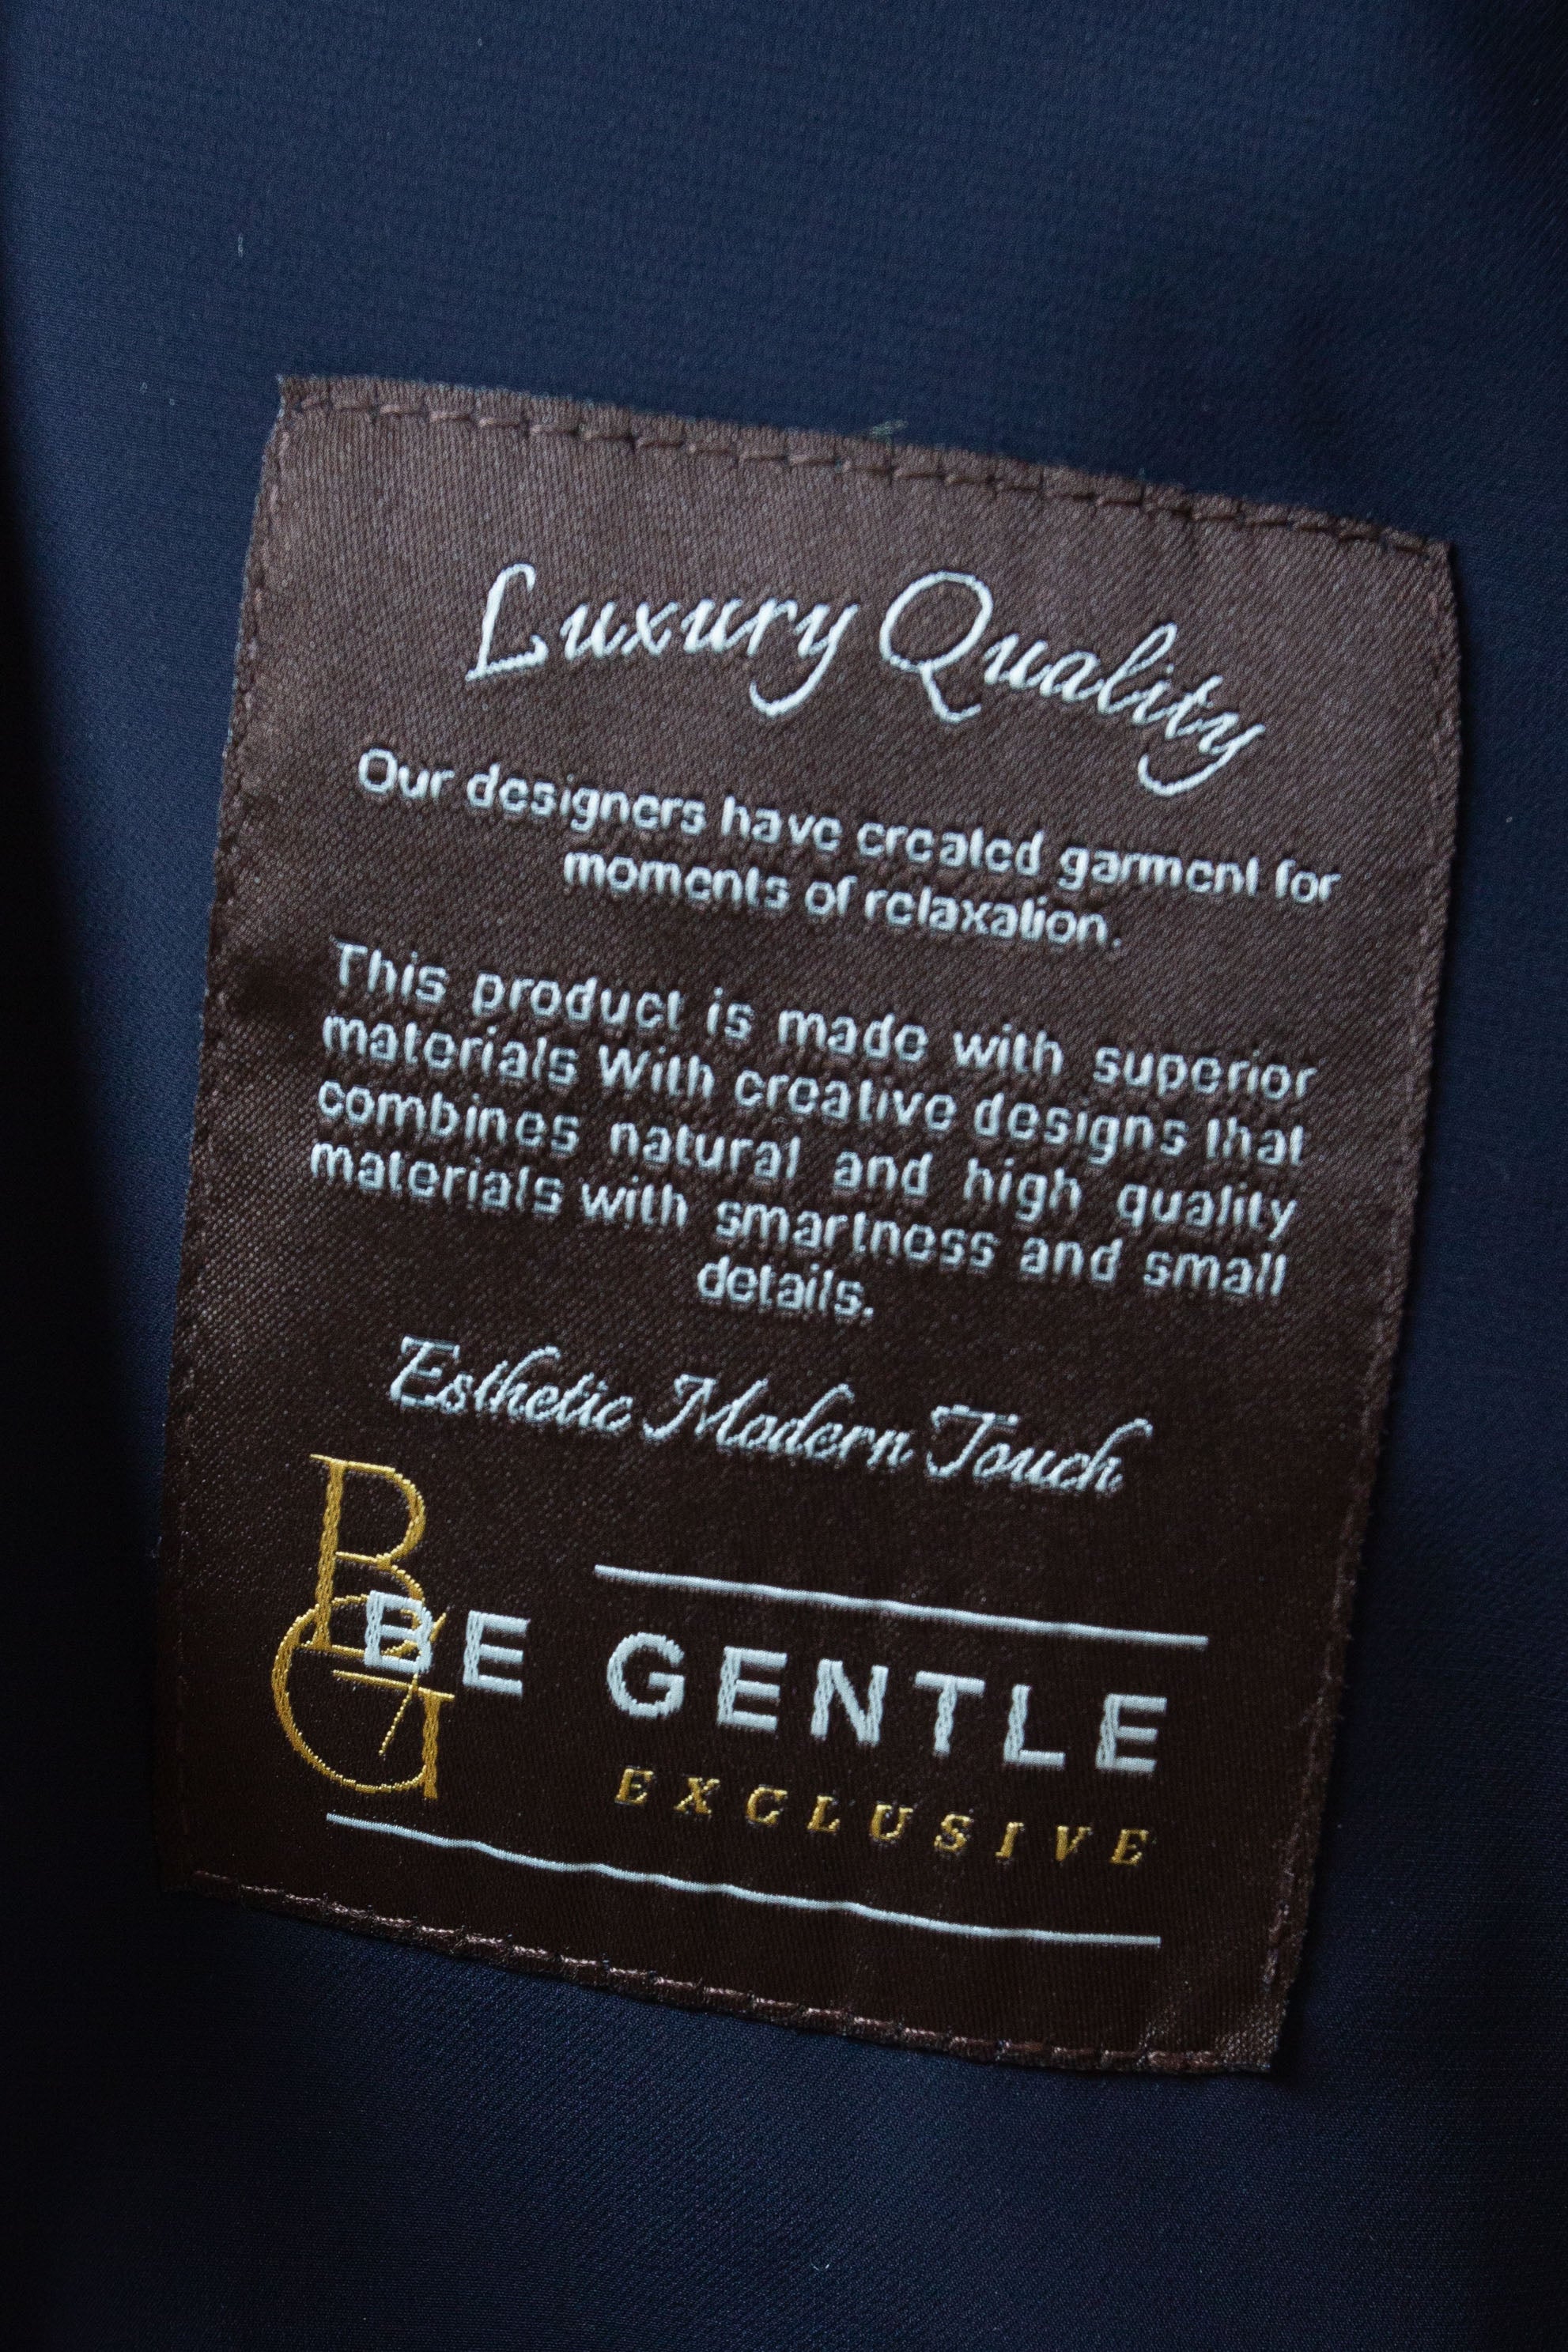 Luxury Quality
Our designers have created garment for
moments of relaxation.
This product is made with superior
materials With creative designs that
combines natural and high quality
materials with smartness and small
details.
Esthetic Modern Touch
BG
BE GENTLE
EXCLUSIVE